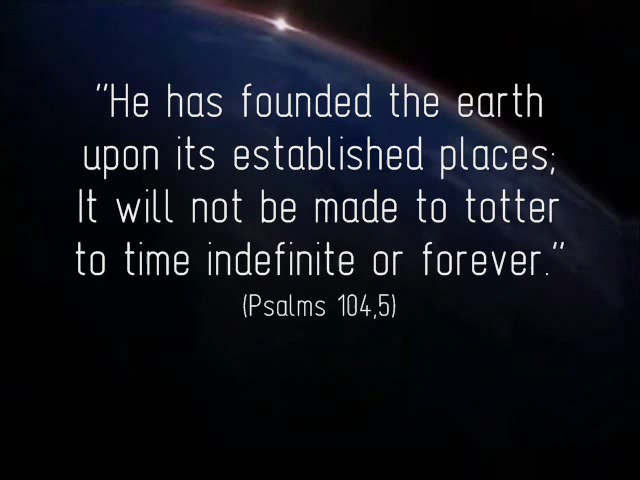 "He has founded the earth
upon its established places;
It will not be made to totter
to time indefinite or forever."
(Psalms 104,5)